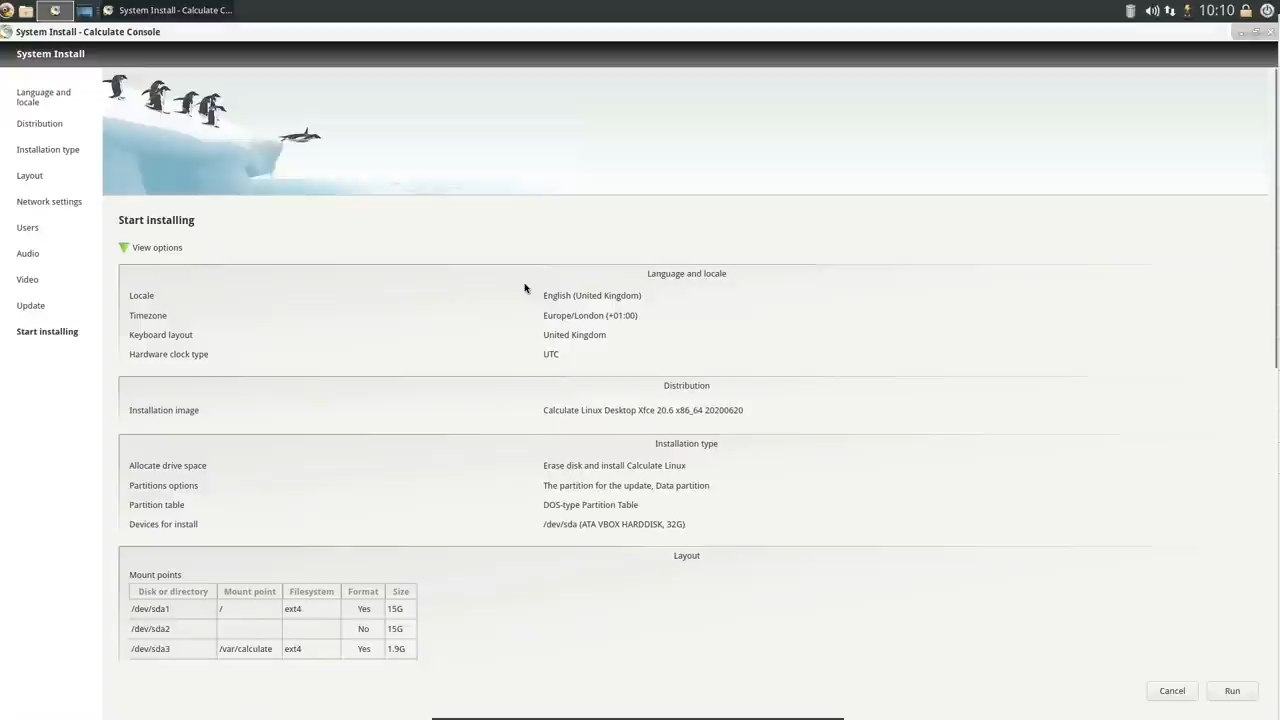 System Install - Calculate C...
10:10
System Install - Calculate Console
System Install
Language and
locale
Distribution
Installation type
Layout
Network settings
Users
Audio
Video
Update
Start installing
Start installing
View options
Language and locale
Locale English (United Kingdom)
Timezone Europe/London (+01:00)
Keyboard layout United Kingdom
Hardware clock type UTC
Distribution
Installation image Calculate Linux Desktop Xfce 20.6 x86_64 20200620
Installation type
Allocate drive space Erase disk and install Calculate Linux
Partitions options The partition for the update, Data partition
Partition table DOS-type Partition Table
Devices for install /dev/sda (ATA VBOX HARDDISK, 32G)
Layout
Mount points
Disk or directory Mount point Filesystem Format Size
/dev/sda1 / ext4 Yes 15G
/dev/sda2 No 15G
/dev/sda3 /var/calculate ext4 Yes 1.9G
Cancel Run